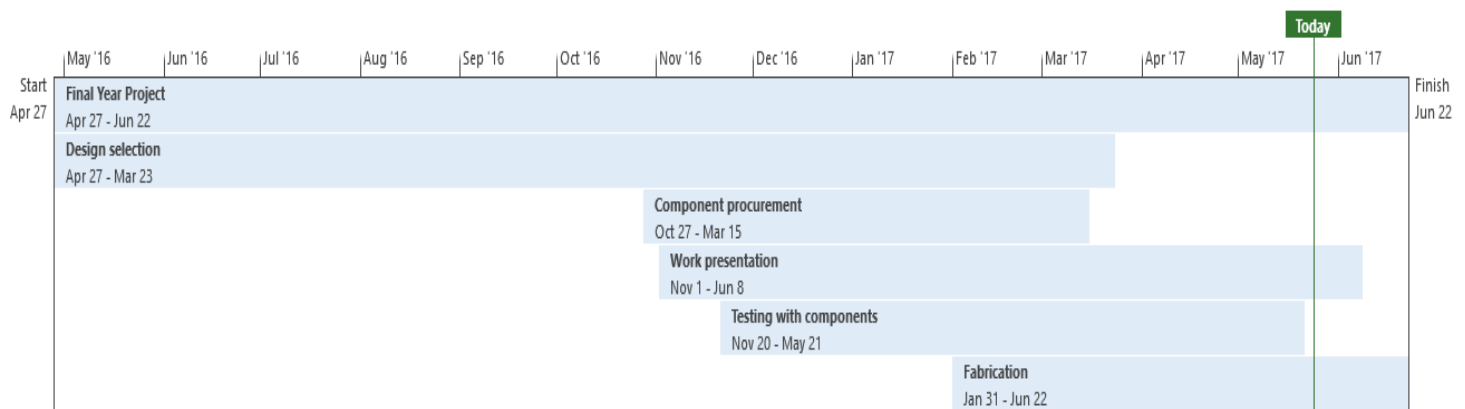 Today
May '16 Jun '16 Jul '16 Aug '16 Sep '16 Oct '16 Nov '16 Dec '16 Jan '17 Feb '17 Mar '17 Apr '17 May '17 Jun '17
Start
Apr 27
Finish
Jun 22
Final Year Project
Apr 27 - Jun 22
Design selection
Apr 27 - Mar 23
Component procurement
Oct 27 - Mar 15
Work presentation
Nov 1 - Jun 8
Testing with components
Nov 20 - May 21
Fabrication
Jan 31 - Jun 22